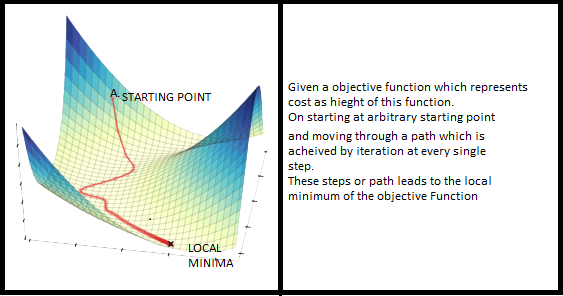 A. STARTING POINT
LOCAL
MINIMA
Given a objective function which represents
cost as hieght of this function.
On starting at arbitrary starting point
and moving through a path which is
acheived by iteration at every single
step.
These steps or path leads to the local
minimum of the objective Function